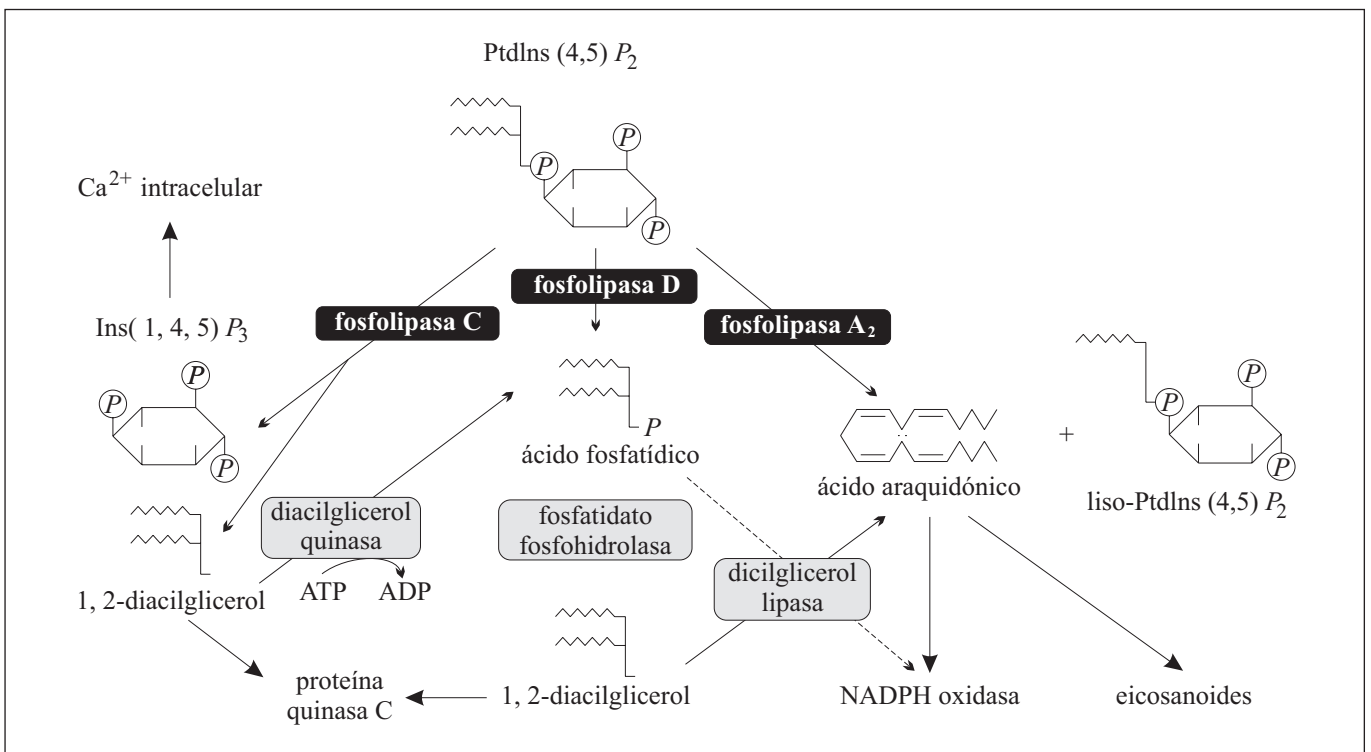 PtdIns (4,5) P2
P
P
P
Ca2+ intracelular
fosfolipasa D
Ins( 1, 4, 5) P3
fosfolipasa C
fosfolipasa A2
P
P
P
P
ácido fosfatídico
ácido araquidónico
+
P
P
P
liso-PtdIns (4,5) P2
diacilglicerol
quinasa
ATP
ADP
fosfatidato
fosfohidrolasa
dicilglicerol
lipasa
1, 2-diacilglicerol
proteína
quinasa C
1, 2-diacilglicerol
NADPH oxidasa
eicosanoides